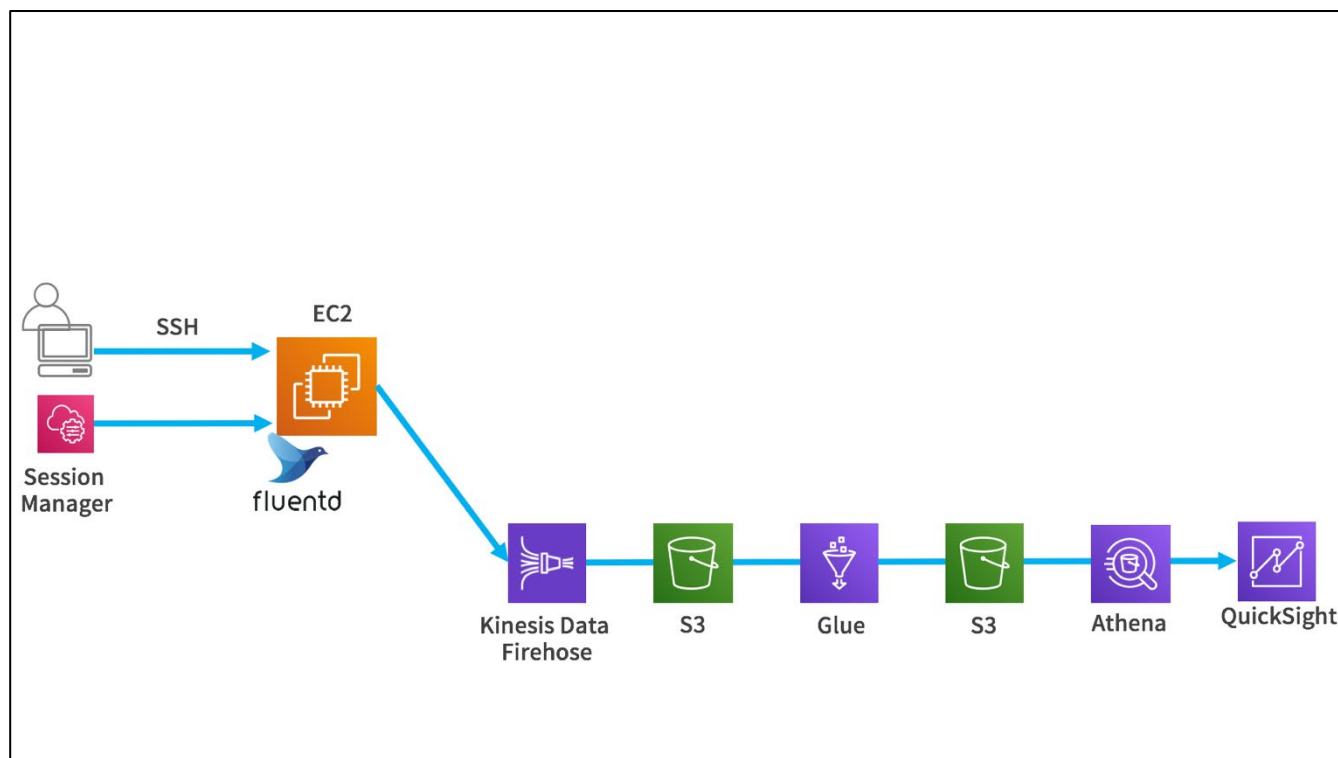 SSH
EC2
Session
Manager
fluentd
Kinesis Data
Firehose
S3
Glue
S3
Athena
QuickSight